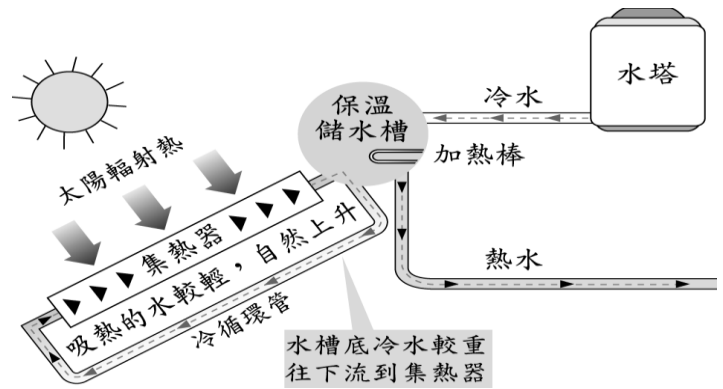 水塔
冷水
保溫
儲水槽
加熱棒
太陽輻射熱
集熱器
吸熱的水較輕，自然上升
熱水
冷循環管
水槽底冷水較重
往下流到集熱器